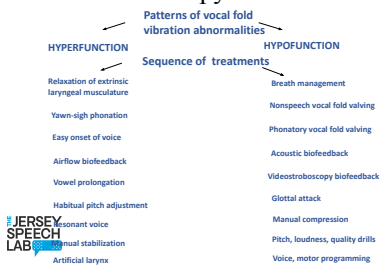 Patterns of vocal fold
vibration abnormalities
HYPERFUNCTION
HYPOFUNCTION
Sequence of treatments
Relaxation of extrinsic
laryngeal musculature
Yawn-sigh phonation
Easy onset of voice
Airflow biofeedback
Vowel prolongation
Habitual pitch adjustment
Resonant voice
Manual stabilization
Artificial larynx
Breath management
Nonspeech vocal fold valving
Phonatory vocal fold valving
Acoustic biofeedback
Videostroboscopy biofeedback
Glottal attack
Manual compression
Pitch, loudness, quality drills
Voice, motor programming
THE JERSEY
SPEECH
LAB